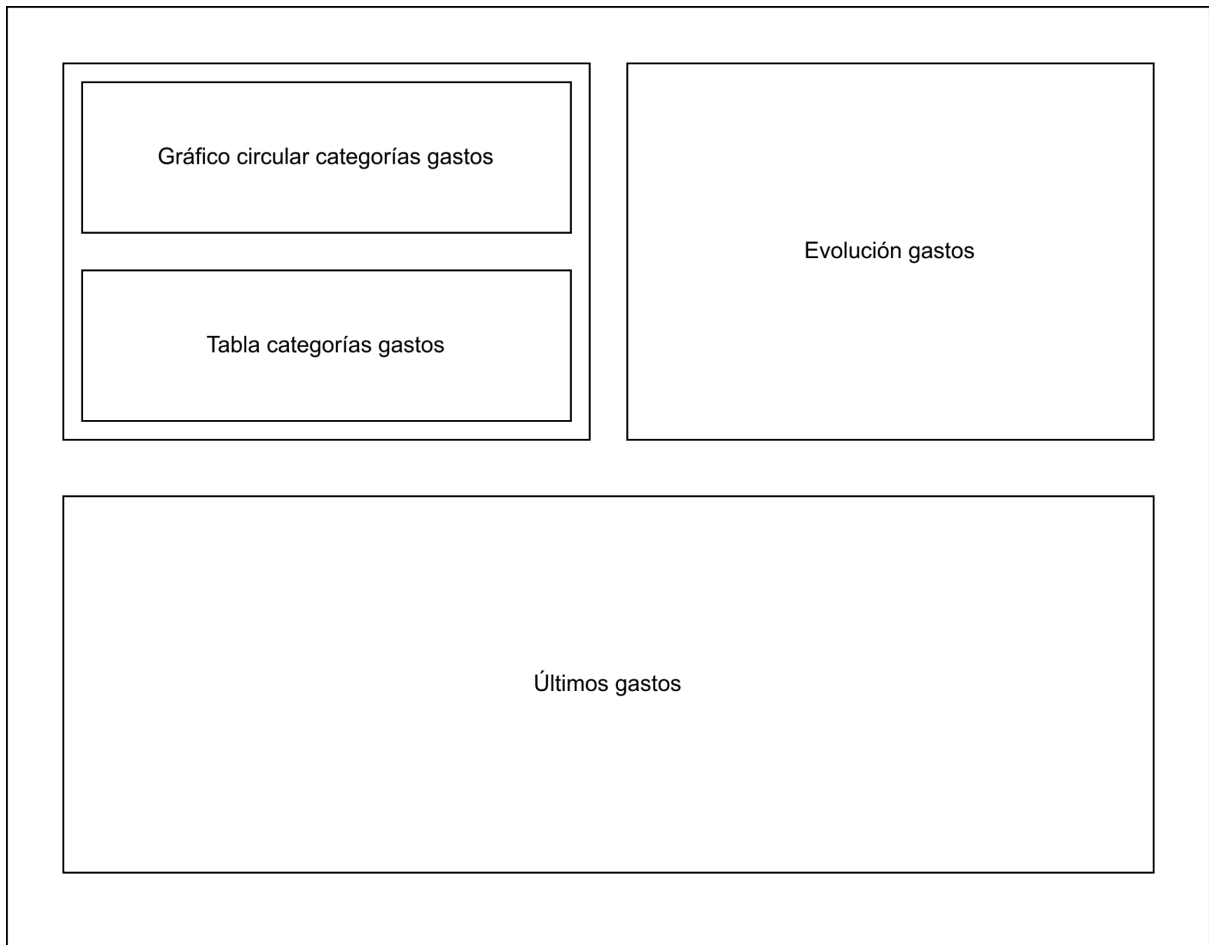 Gráfico circular categorías gastos
Tabla categorías gastos
Evolución gastos
Últimos gastos